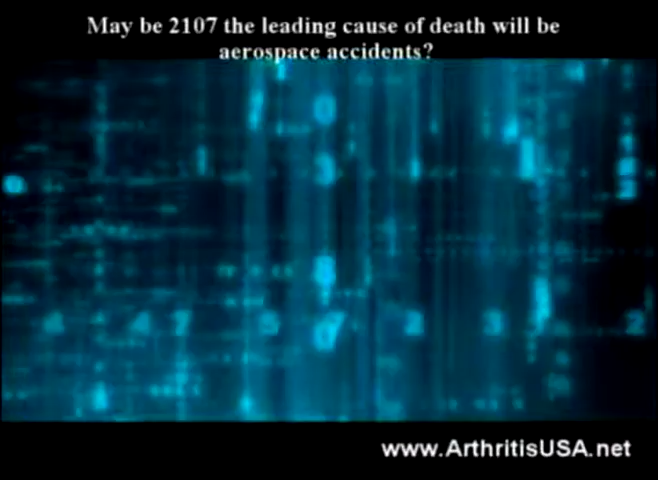 May be 2107 the leading cause of death will be
aerospace accidents?
www.ArthritisUSA.net